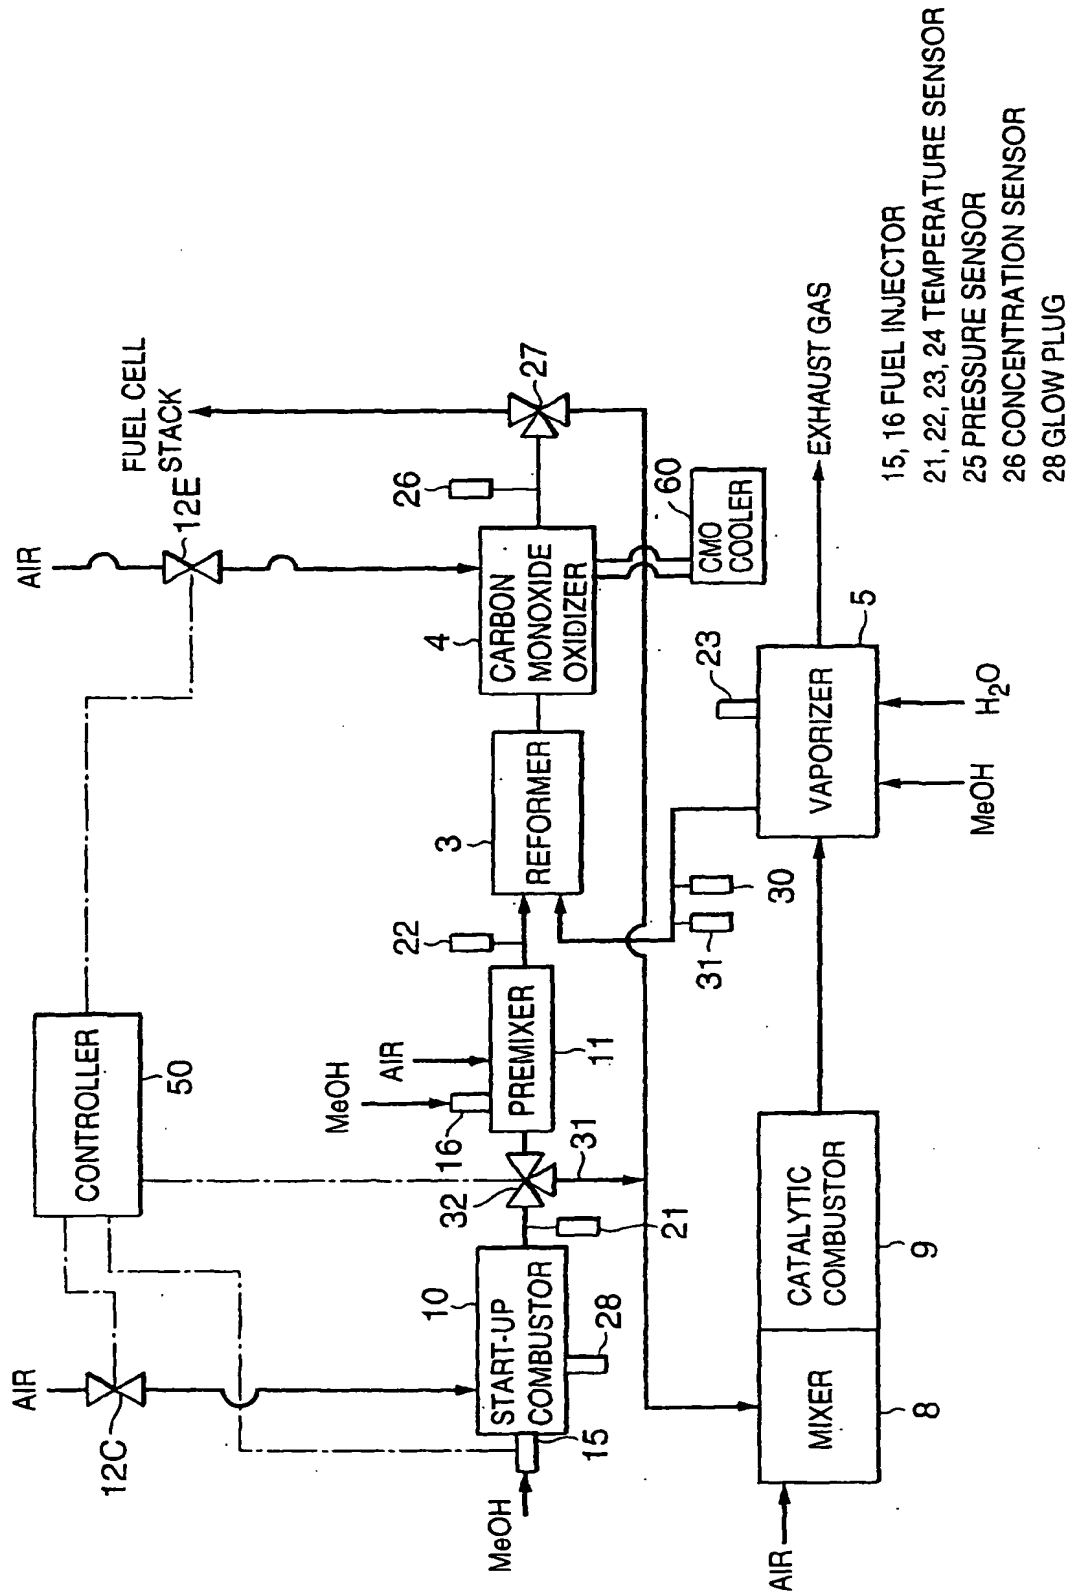 FUEL CELL
STACK
AIR
12E
CONTROLLER
50
AIR
12C
MeOH
AIR
16
PREMIXER
11
22
3
REFORMER
4
CARBON
MONOXIDE
OXIDIZER
26
27
60
CMO
COOLER
10
START-UP
COMBUSTOR
28
15
MeOH
32
31
21
31
30
23
5
VAPORIZER
MeOH
H₂O
EXHAUST GAS
AIR
MIXER
8
CATALYTIC
COMBUSTOR
9
15, 16 FUEL INJECTOR
21, 22, 23, 24 TEMPERATURE SENSOR
25 PRESSURE SENSOR
26 CONCENTRATION SENSOR
28 GLOW PLUG